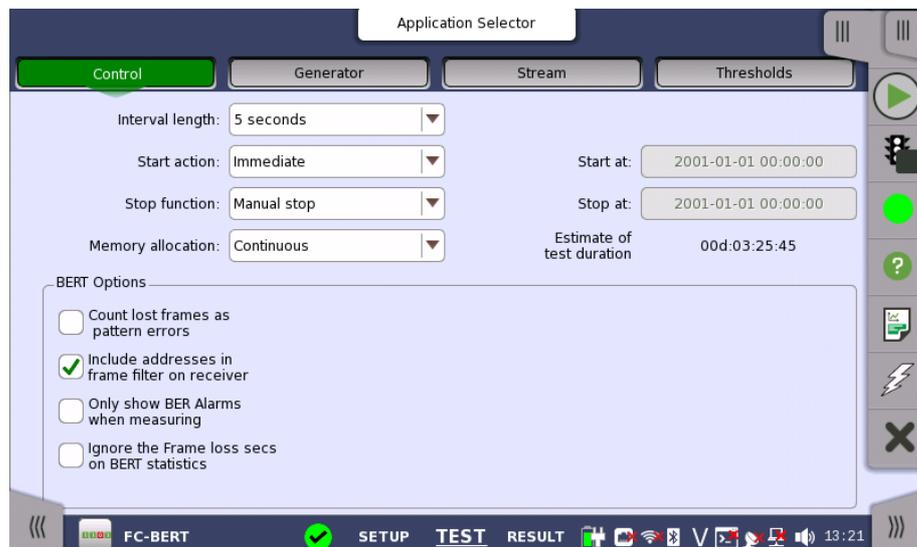 Application Selector
Control
Generator
Stream
Thresholds
Interval length:
5 seconds
Start action:
Immediate
Start at:
2001-01-01 00:00:00
Stop function:
Manual stop
Stop at:
2001-01-01 00:00:00
Memory allocation:
Continuous
Estimate of
test duration
00d:03:25:45
BERT Options
Count lost frames as
pattern errors
Include addresses in
frame filter on receiver
Only show BER Alarms
when measuring
Ignore the Frame loss secs
on BERT statistics
FC-BERT
SETUP
TEST
RESULT
V
13:21